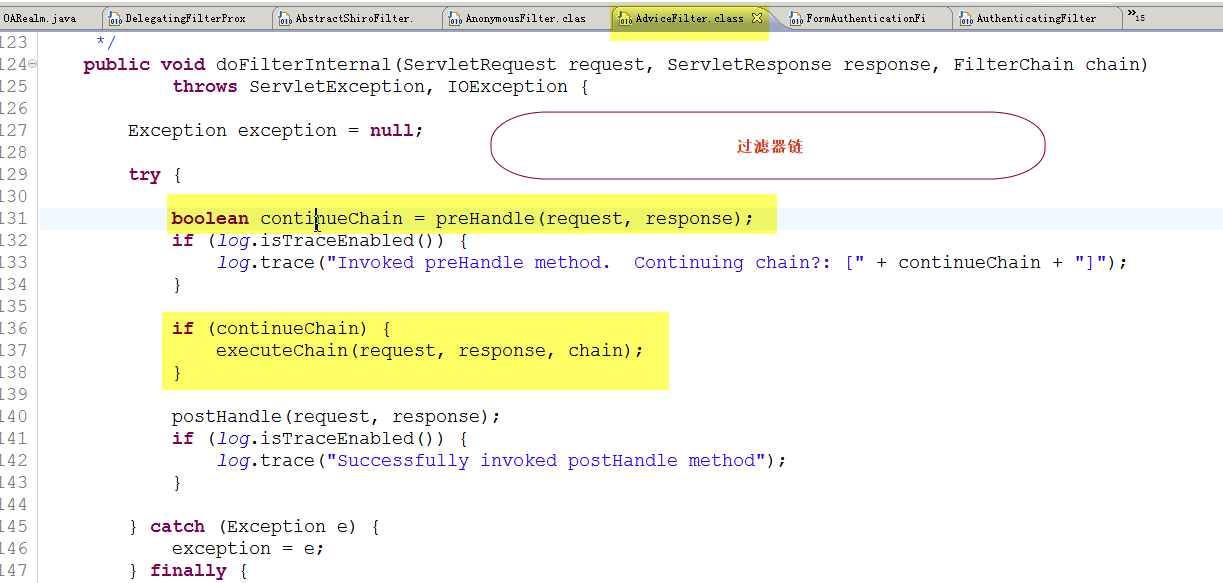 OARealm.java DelegatingFilterProx AbstractShiroFilter. AnonymousFilter.clas AdviceFilter.class FormAuthenticationFi AuthenticatingFilter »15
123 */
124 public void doFilterInternal(ServletRequest request, ServletResponse response, FilterChain chain)
125 throws ServletException, IOException {
126
127 Exception exception = null;
过滤器链
128
129 try {
130
131 boolean continueChain = preHandle(request, response);
132 if (log.isTraceEnabled()) {
133 log.trace("Invoked preHandle method.  Continuing chain?: [" + continueChain + "]");
134 }
135
136 if (continueChain) {
137 executeChain(request, response, chain);
138 }
139
140 postHandle(request, response);
141 if (log.isTraceEnabled()) {
142 log.trace("Successfully invoked postHandle method");
143 }
144
145 } catch (Exception e) {
146 exception = e;
147 } finally {